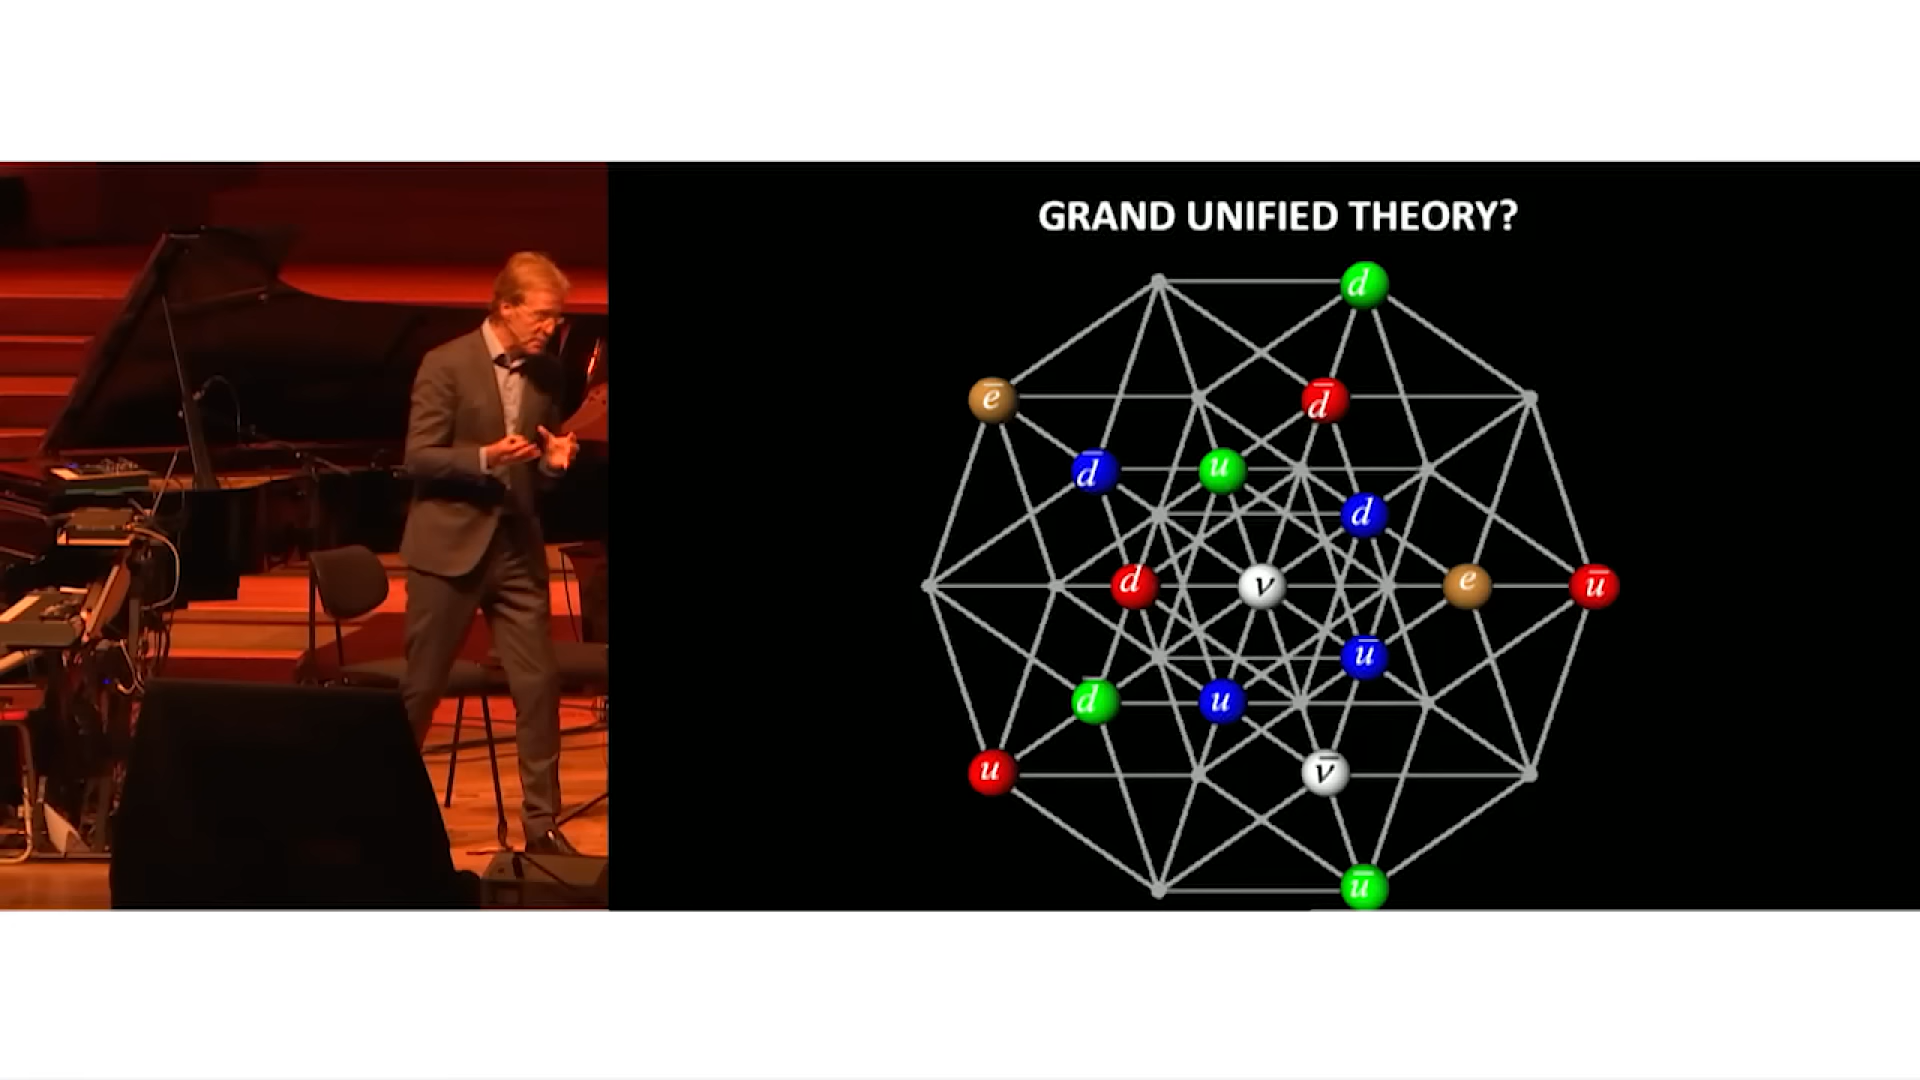 GRAND UNIFIED THEORY?
d
e̅
d̅
d̅
u
d
d
ν
e
u̅
u̅
d̅
u
u
ν̅
u̅